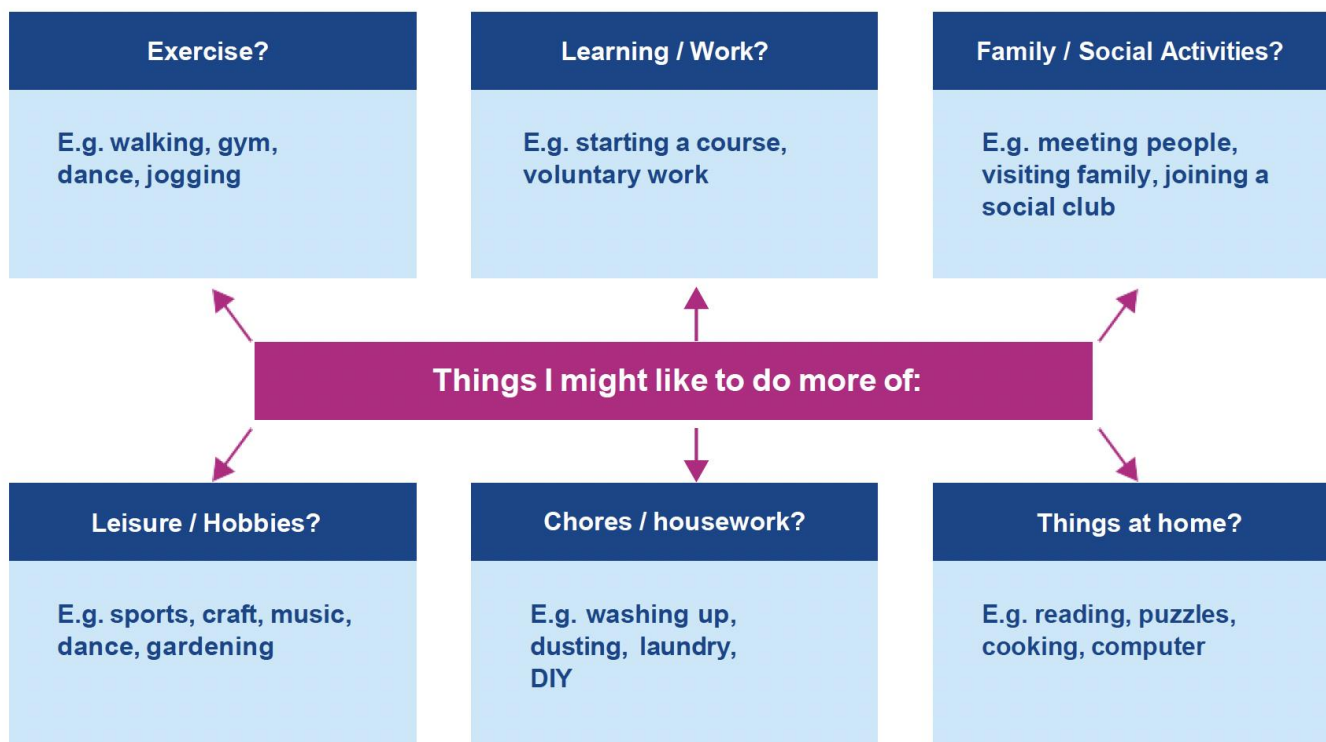 Exercise?
E.g. walking, gym,
dance, jogging
Learning / Work?
E.g. starting a course,
voluntary work
Family / Social Activities?
E.g. meeting people,
visiting family, joining a
social club
Things I might like to do more of:
Leisure / Hobbies?
E.g. sports, craft, music,
dance, gardening
Chores / housework?
E.g. washing up,
dusting, laundry,
DIY
Things at home?
E.g. reading, puzzles,
cooking, computer